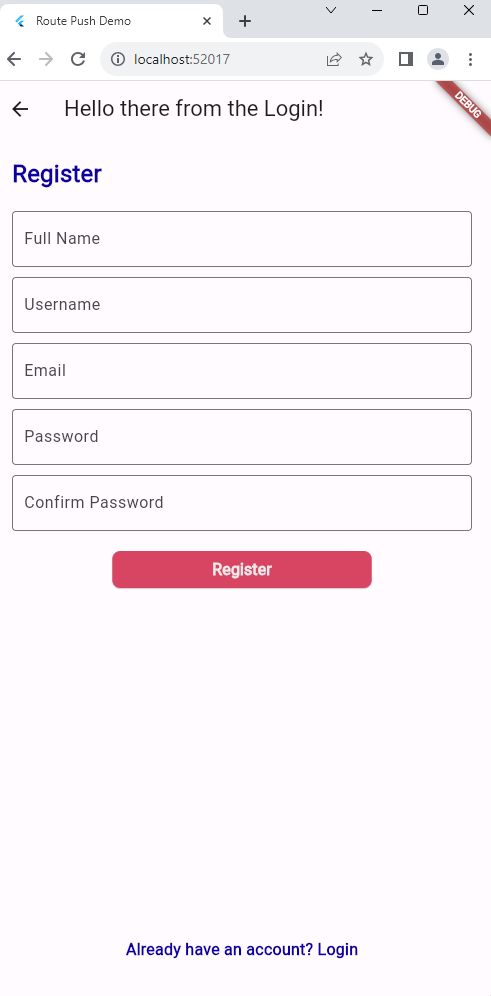 Route Push Demo
localhost:52017
Hello there from the Login!
DEBUG
Register
Full Name
Username
Email
Password
Confirm Password
Register
Already have an account? Login